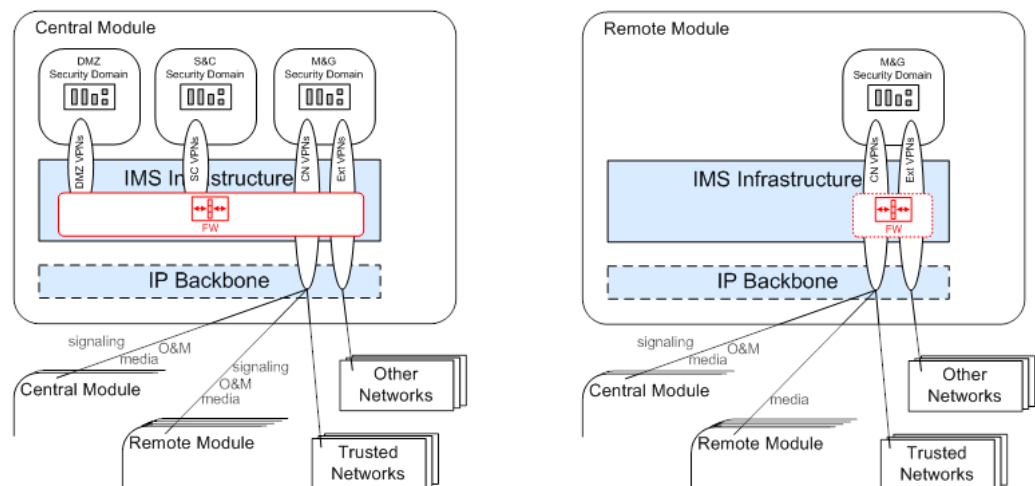 Central Module
DMZ
Security Domain
S&C
Security Domain
M&G
Security Domain
DMZ VPNs
SC VPNs
CN VPNs
Ext VPNs
IMS Infrastructure
FW
IP Backbone
signaling
media
O&M
signaling
O&M
media
Central Module
Remote Module
Other
Networks
Trusted
Networks
Remote Module
M&G
Security Domain
CN VPNs
Ext VPNs
IMS Infrastructure
FW
IP Backbone
signaling
media
O&M
media
Central Module
Remote Module
Other
Networks
Trusted
Networks